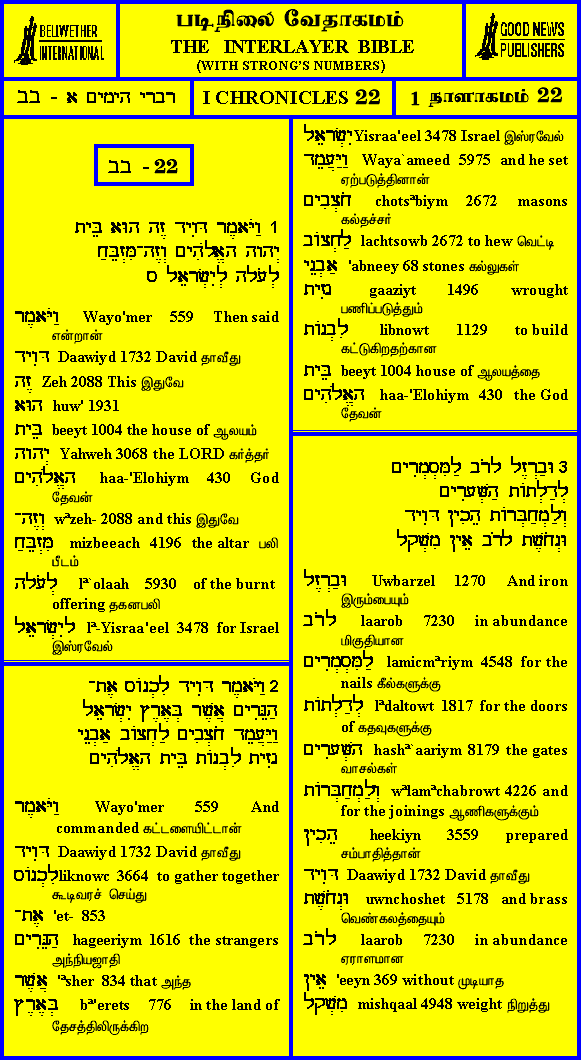 BELLWETHER
INTERNATIONAL
படிநிலை வேதாகமம்
THE INTERLAYER BIBLE
(WITH STRONG'S NUMBERS)
GOOD NEWS
PUBLISHERS
דברי הימים א - בב
I CHRONICLES 22
1 நாளாகமம் 22
בב - 22
1 וַיֹּאמֶר דָּוִיד זֶה הוּא בֵּית
יְהוָה הָאֱלֹהִים וְזֶה־מִּזְבֵּחַ
לְעֹלָה לְיִשְׂרָאֵל ס
וַיֹּאמֶר Wayo'mer 559 Then said
என்றான்
דָּוִיד Daawiyd 1732 David தாவீது
זֶה Zeh 2088 This இதுவே
הוּא huw' 1931
בֵּית beeyt 1004 the house of ஆலயம்
יְהוָה Yahweh 3068 the LORD கர்த்தர்
הָאֱלֹהִים haa-'Elohiym 430 God
தேவன்
וְזֶה־ wᵃzeh- 2088 and this இதுவே
מִּזְבֵּחַ mizbeeach 4196 the altar பலி
பீடம்
לְעֹלָה lᵃ`olaah 5930 of the burnt
offering தகனபலி
לְיִשְׂרָאֵל lᵃ-Yisraa'eel 3478 for Israel
இஸ்ரவேல்
2 וַיֹּאמֶר דָּוִיד לִכְנוֹס אֶת־
הַגֵּרִים אֲשֶׁר בְּאֶרֶץ יִשְׂרָאֵל
וַיַּעֲמֵד חֹצְבִים לַחְצוֹב אַבְנֵי
גָזִית לִבְנוֹת בֵּית הָאֱלֹהִים
וַיֹּאמֶר Wayo'mer 559 And
commanded கட்டளையிட்டான்
דָּוִיד Daawiyd 1732 David தாவீது
לִכְנוֹס liknowc 3664 to gather together
கூடிவரச் செய்து
אֶת־ 'et- 853
הַגֵּרִים hageeriym 1616 the strangers
அந்நியஜாதி
אֲשֶׁר 'ᵃsher 834 that அந்த
בְּאֶרֶץ bᵃ'erets 776 in the land of
தேசத்திலிருக்கிற
יִשְׂרָאֵל Yisraa'eel 3478 Israel இஸ்ரவேல்
וַיַּעֲמֵד Waya`ameed 5975 and he set
ஏற்படுத்தினான்
חֹצְבִים chotsᵃbiym 2672 masons
கல்தச்சர்
לַחְצוֹב lachtsowb 2672 to hew வெட்டி
אַבְנֵי 'abneey 68 stones கல்லுகள்
גָזִית gaaziyt 1496 wrought
பணிப்படுத்தும்
לִבְנוֹת libnowt 1129 to build
கட்டுகிறதற்கான
בֵּית beeyt 1004 house of ஆலயத்தை
הָאֱלֹהִים haa-'Elohiym 430 the God
தேவன்
3 וּבַרְזֶל לָרֹב לַמִּסְמְרִים
לְדַלְתוֹת הַשְּׁעָרִים
וְלַמְחַבְּרוֹת הֵכִין דָּוִיד
וּנְחֹשֶׁת לָרֹב אֵין מִשְׁקָל
וּבַרְזֶל Uwbarzel 1270 And iron
இரும்பையும்
לָרֹב laarob 7230 in abundance
மிகுதியான
לַמִּסְמְרִים lamicmᵃriym 4548 for the
nails கீல்களுக்கு
לְדַלְתוֹת lᵃdaltowt 1817 for the doors
of கதவுகளுக்கு
הַשְּׁעָרִים hashᵃ`aariym 8179 the gates
வாசல்கள்
וְלַמְחַבְּרוֹת wᵃlamᵃchabrowt 4226 and
for the joinings ஆணிகளுக்கும்
הֵכִין heekiyn 3559 prepared
சம்பாதித்தான்
דָּוִיד Daawiyd 1732 David தாவீது
וּנְחֹשֶׁת uwnchoshet 5178 and brass
வெண்கலத்தையும்
לָרֹב laarob 7230 in abundance
ஏராளமான
אֵין 'eeyn 369 without முடியாத
מִשְׁקָל mishqaal 4948 weight நிறுத்து